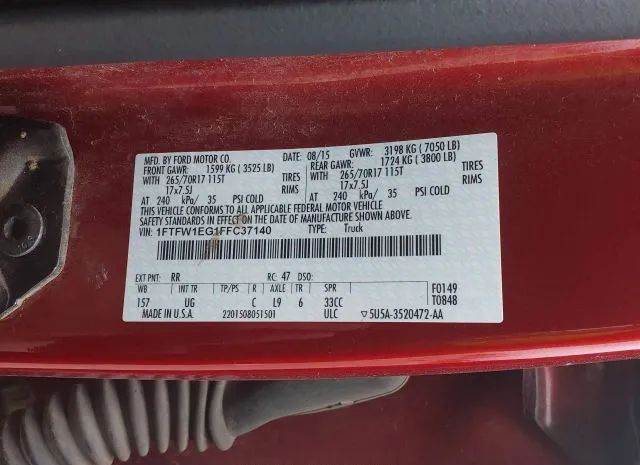 MFD. BY FORD MOTOR CO.
DATE: 08/15 GVWR: 3198 KG ( 7050 LB)
FRONT GAWR: 1599 KG ( 3525 LB) REAR GAWR: 1724 KG ( 3800 LB)
WITH 265/70R17 115T TIRES WITH 265/70R17 115T TIRES
17x7.5J RIMS 17x7.5J RIMS
AT 240 kPa/ 35 PSI COLD AT 240 kPa/ 35 PSI COLD
THIS VEHICLE CONFORMS TO ALL APPLICABLE FEDERAL MOTOR VEHICLE
SAFETY STANDARDS IN EFFECT ON THE DATE OF MANUFACTURE SHOWN ABOVE.
VIN: 1FTFW1EG1FFC37140 TYPE: Truck
EXT PNT: RR RC: 47 DSO:
WB INT TR TP/PS R AXLE TR SPR F0149
157 UG C L9 6 33CC T0848
MADE IN U.S.A. 2201508051501 ULC ▽5U5A-3520472-AA